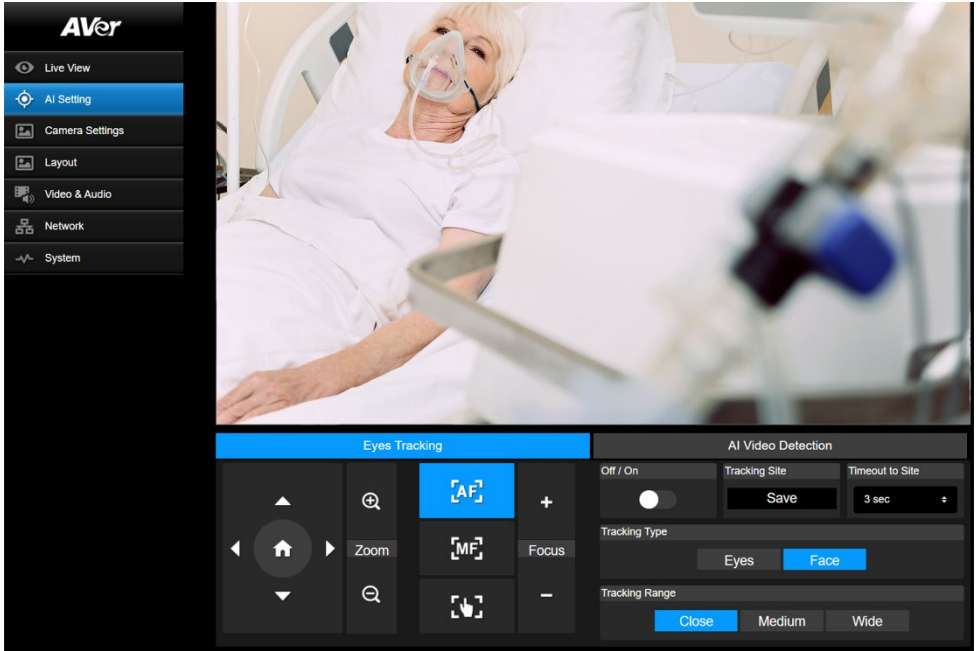 AVer
Live View
AI Setting
Camera Settings
Layout
Video & Audio
Network
System
Eyes Tracking
AI Video Detection
Zoom
AF
MF
Focus
Off / On
Tracking Site
Timeout to Site
Save
3 sec
Tracking Type
Eyes Face
Tracking Range
Close Medium Wide